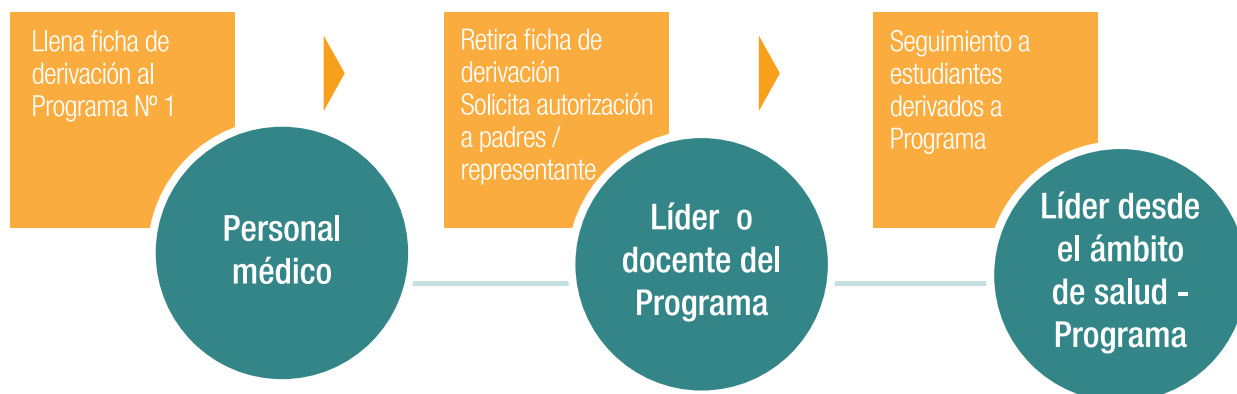 Llena ficha de
derivación al
Programa Nº 1
Personal
médico
Retira ficha de
derivación
Solicita autorización
a padres /
representante
Líder o
docente del
Programa
Seguimiento a
estudiantes
derivados a
Programa
Líder desde
el ámbito
de salud -
Programa